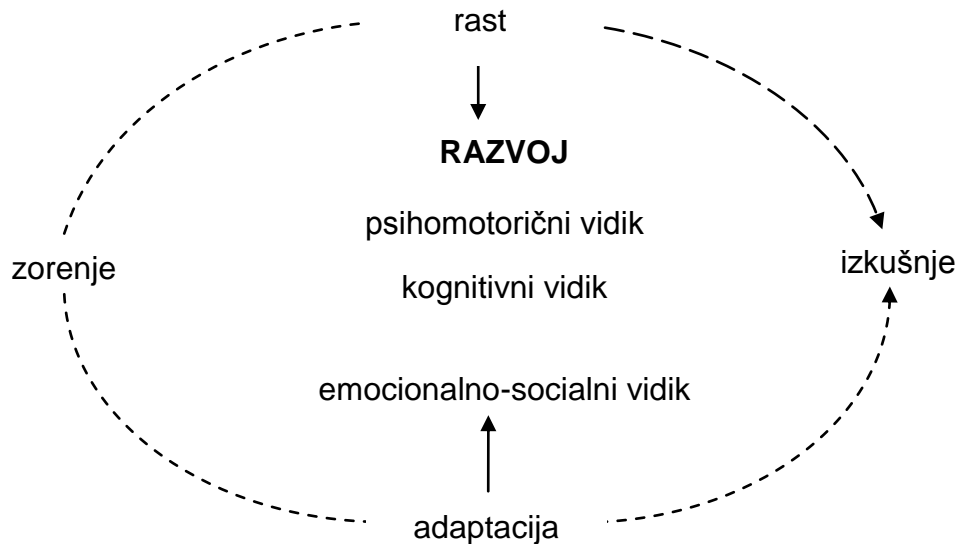 rast
RAZVOJ
psihomotorični vidik
zorenje
izkušnje
kognitivni vidik
emocionalno-socialni vidik
adaptacija